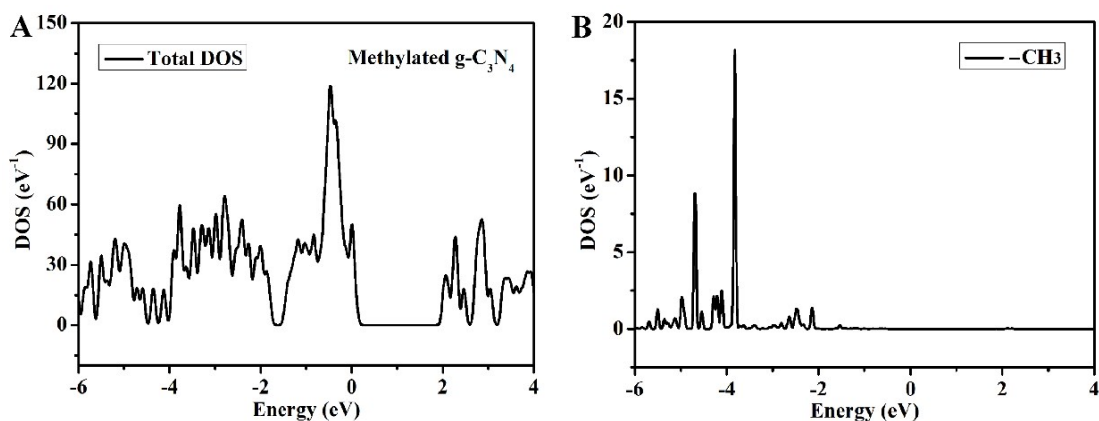 A
Total DOS
Methylated g-C₃N₄
DOS (eV⁻¹)
150
120
90
60
30
0
-6
-4
-2
0
2
4
Energy (eV)
B
−CH3
DOS (eV⁻¹)
20
15
10
5
0
-6
-4
-2
0
2
4
Energy (eV)